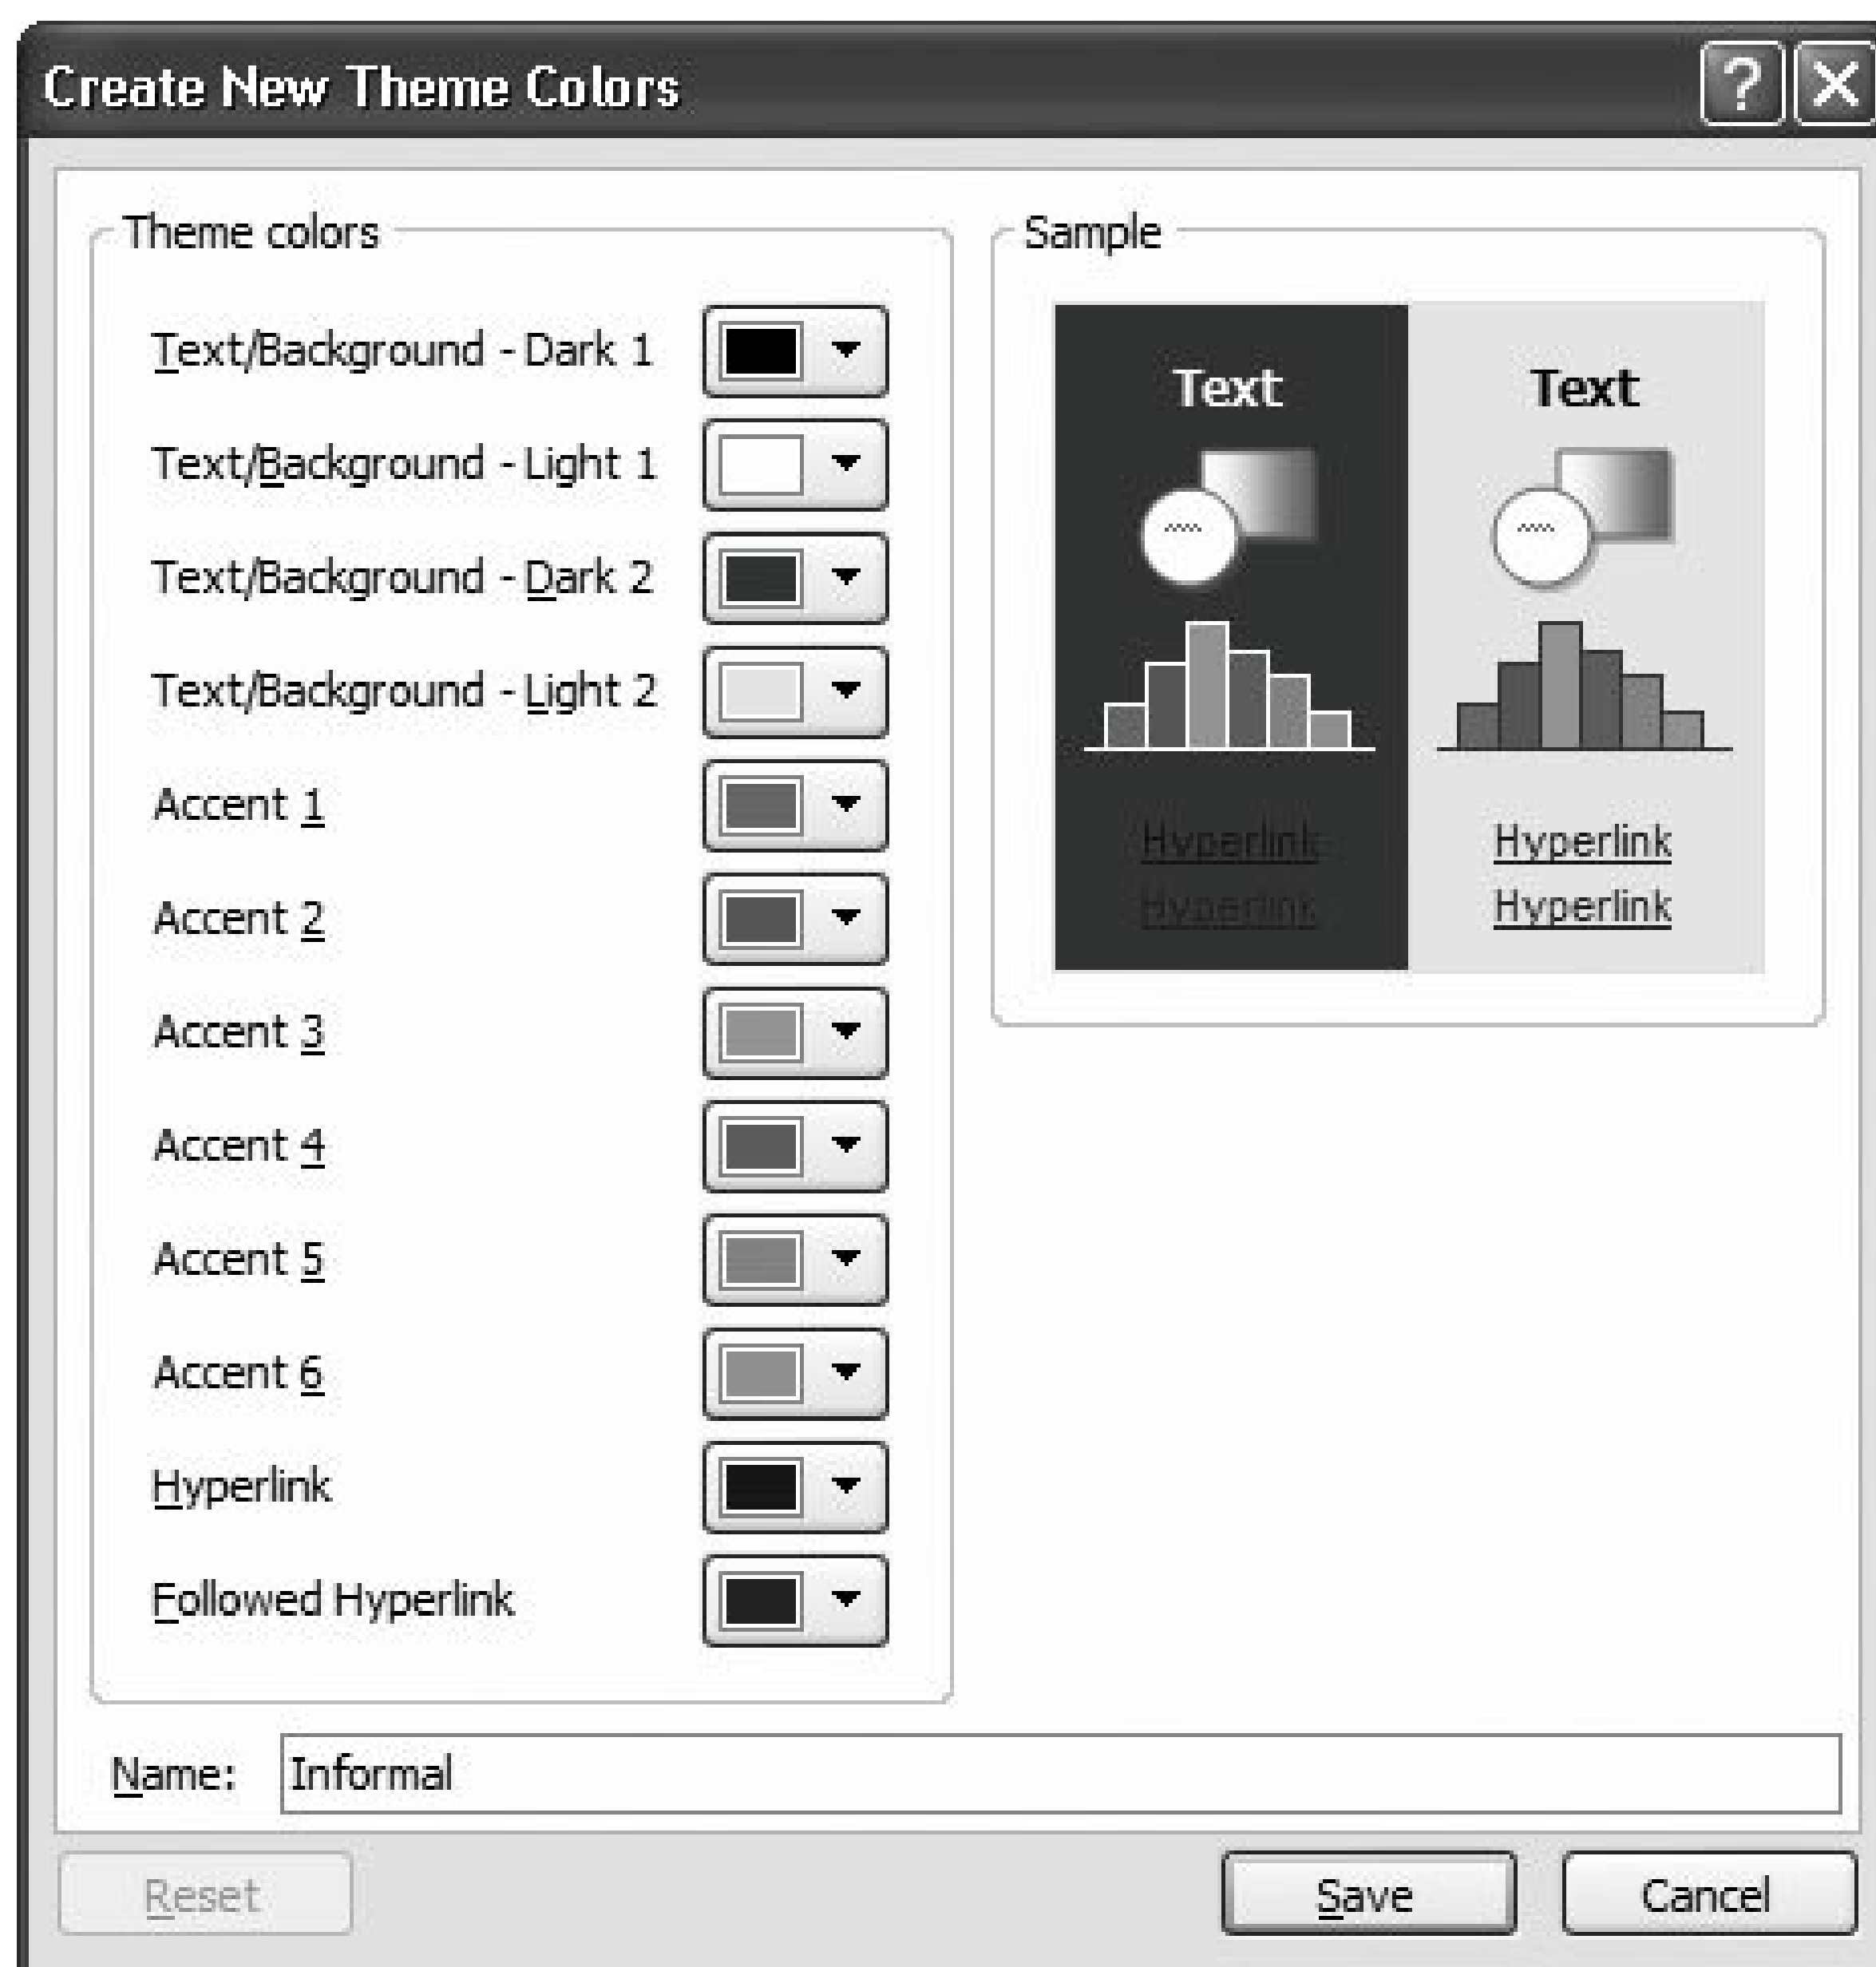 Create New Theme Colors
Theme colors
Text/Background - Dark 1
Text/Background - Light 1
Text/Background - Dark 2
Text/Background - Light 2
Accent 1
Accent 2
Accent 3
Accent 4
Accent 5
Accent 6
Hyperlink
Followed Hyperlink
Sample
Text Text
Hyperlink Hyperlink
Hyperlink Hyperlink
Name: Informal
Reset Save Cancel